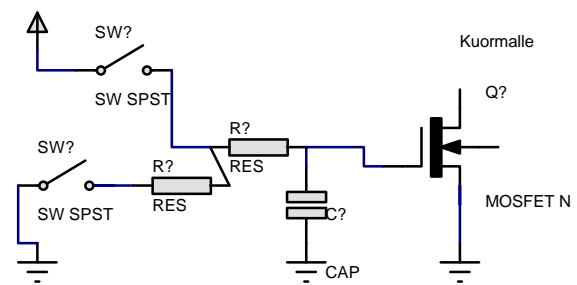 SW?
Kuormalle
SW SPST
Q?
R?
RES
SW?
R?
RES
SW SPST
C?
MOSFET N
CAP